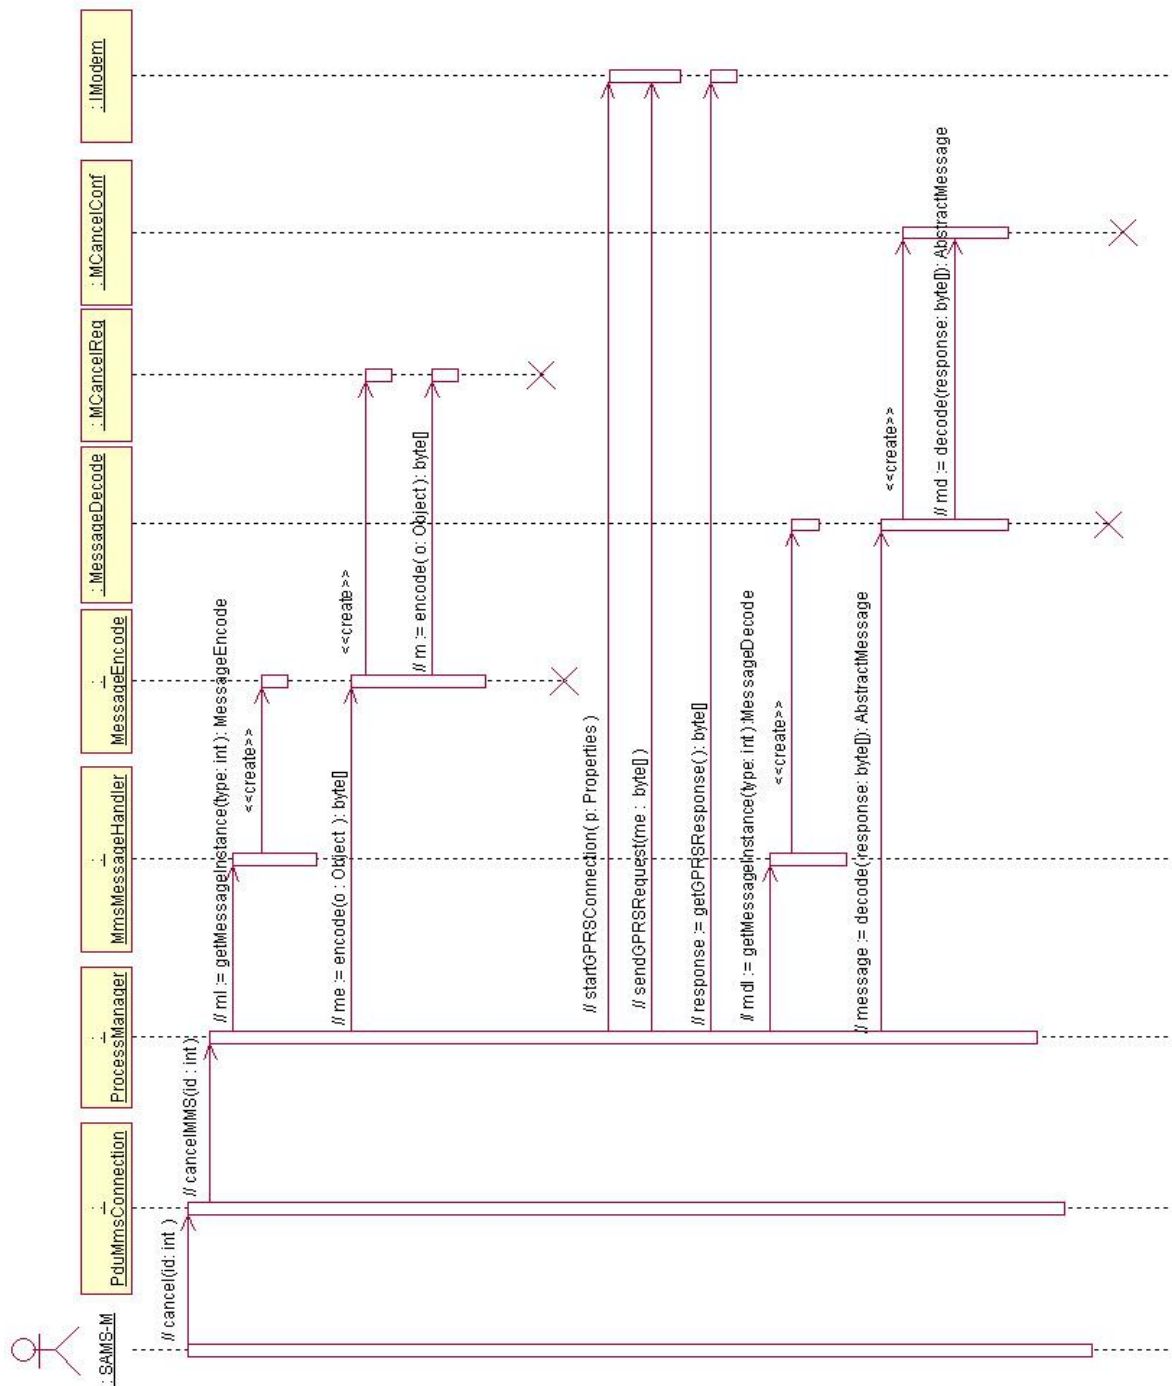 : SAMS-M
:
PduMmsConnection
:
ProcessManager
:
MmsMessageHandler
:
MessageEncode
: MessageDecode
: MCancelReq
: MCancelConf
: IModem
// cancel(id: int )
// cancelMMS(id : int )
// ml := getMessageInstance(type: int ): MessageEncode
<<create>>
// me := encode(o : Object ): byte[]
<<create>>
// m := encode( o: Object ): byte[]
// startGPRSConnection( p: Properties )
// sendGPRSRequest(me : byte[] )
// response := getGPRSResponse( ): byte[]
// mdl := getMessageInstance(type: int ):MessageDecode
<<create>>
// message := decode( response: byte[]): AbstractMessage
<<create>>
// md := decode(response: byte[]): AbstractMessage